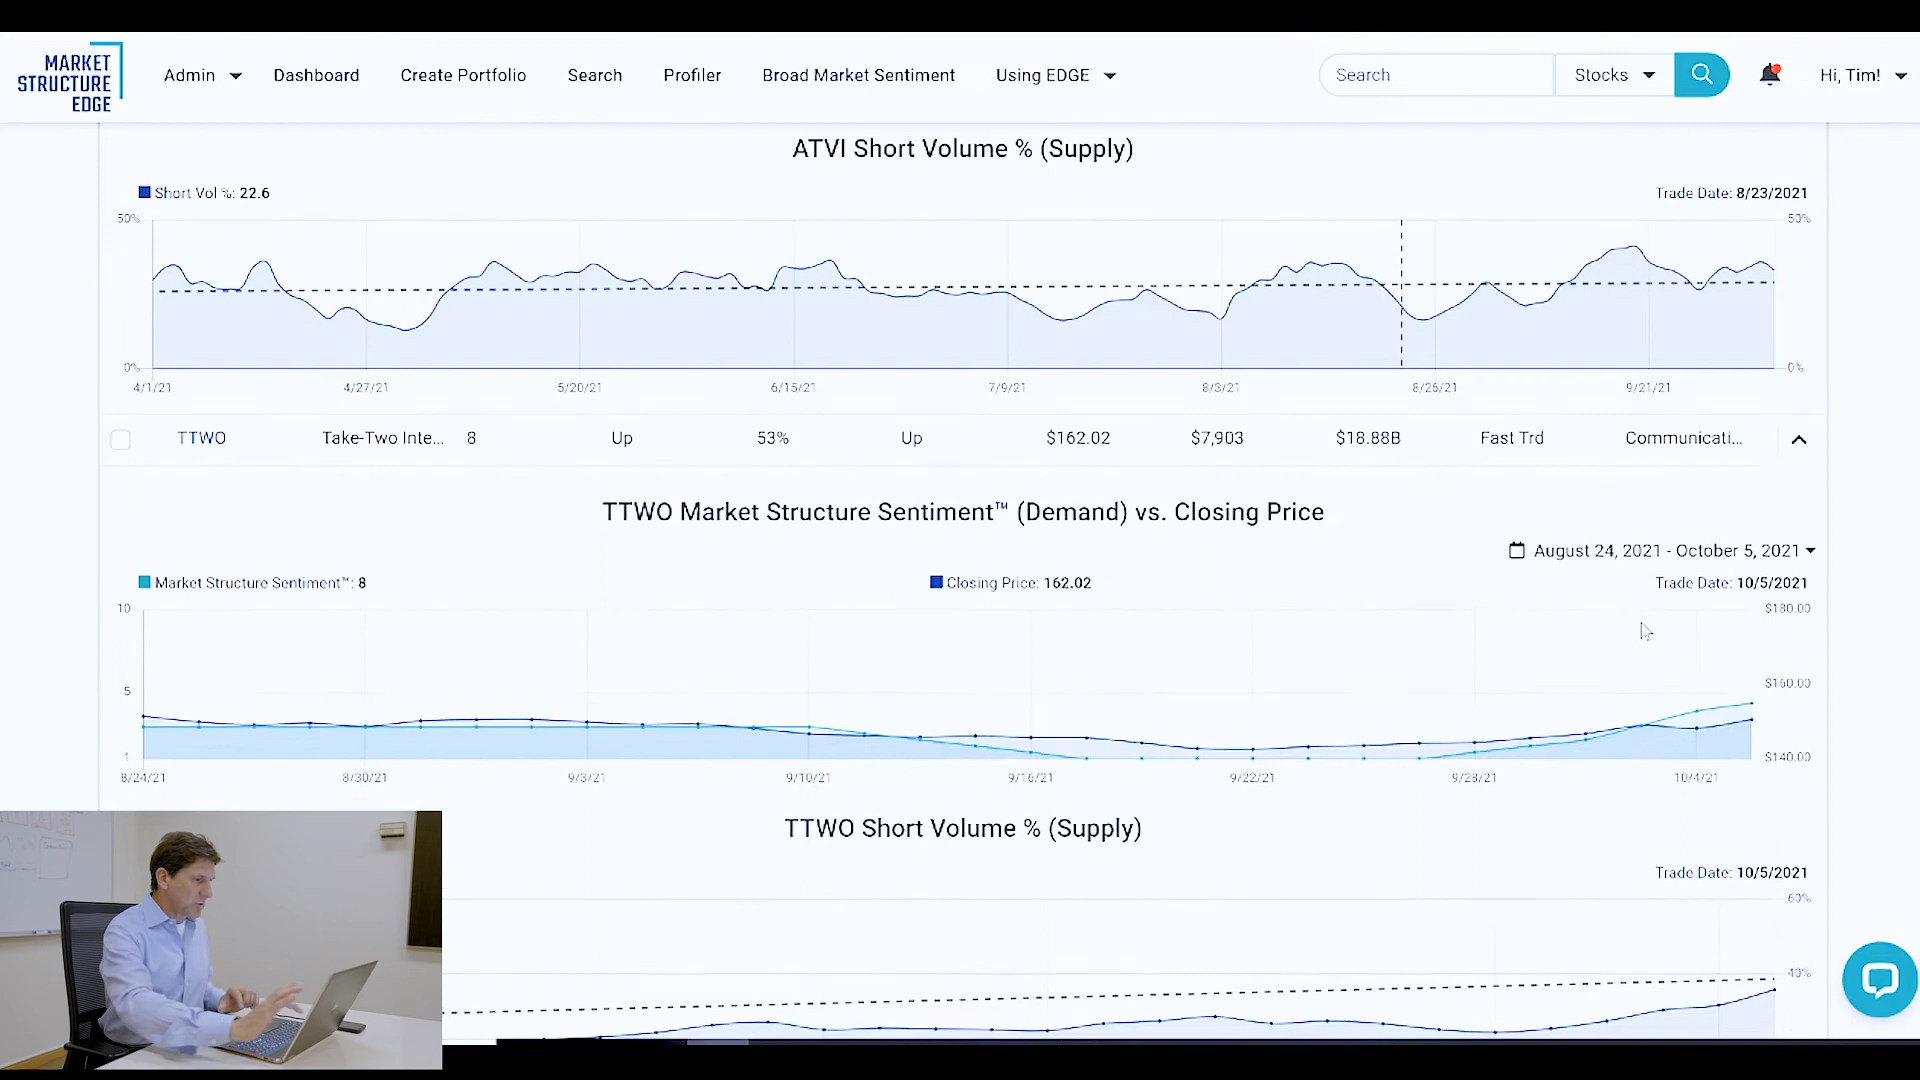 MARKET
STRUCTURE
EDGE
Admin Dashboard Create Portfolio Search Profiler Broad Market Sentiment Using EDGE Search Stocks Hi, Tim!
ATVI Short Volume % (Supply)
Short Vol %: 22.6 Trade Date: 8/23/2021
50% 50%
0% 0%
4/1/21 4/27/21 5/20/21 6/15/21 7/9/21 8/3/21 8/25/21 9/21/21
TTWO Take-Two Inte... 8 Up 53% Up $162.02 $7,903 $18.88B Fast Trd Communicati...
TTWO Market Structure Sentiment™ (Demand) vs. Closing Price
August 24, 2021 - October 5, 2021
Market Structure Sentiment™: 8 Closing Price: 162.02 Trade Date: 10/5/2021
10 $180.00
5 $160.00
1 $140.00
8/24/21 8/30/21 9/3/21 9/10/21 9/16/21 9/22/21 9/28/21 10/4/21
TTWO Short Volume % (Supply)
Trade Date: 10/5/2021
60%
40%